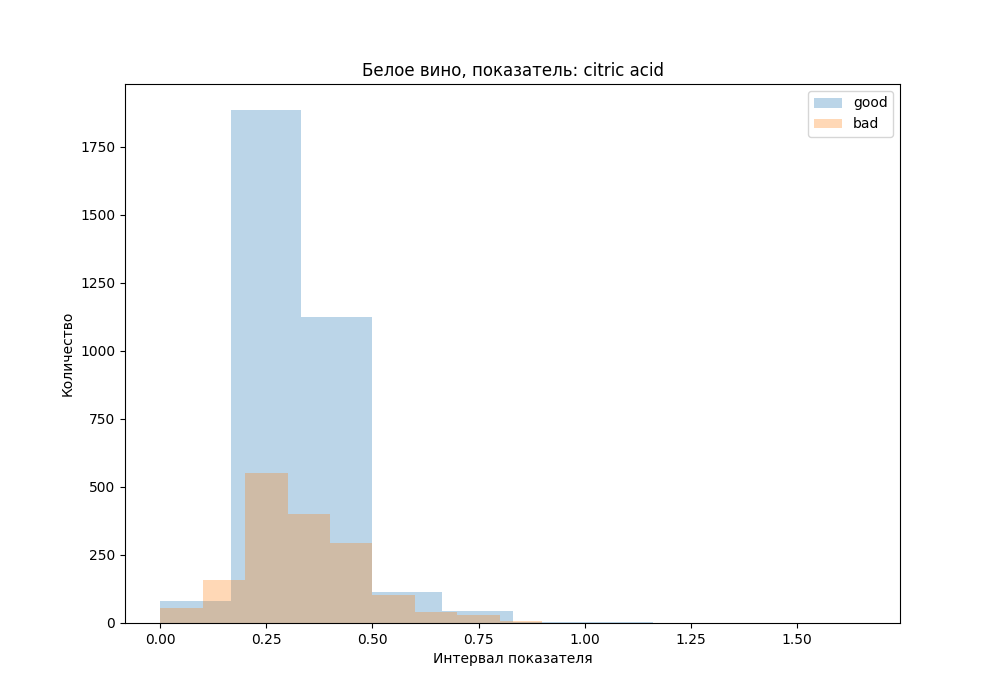 Белое вино, показатель: citric acid
good
bad
Количество
1750
1500
1250
1000
750
500
250
0
0.00 0.25 0.50 0.75 1.00 1.25 1.50
Интервал показателя